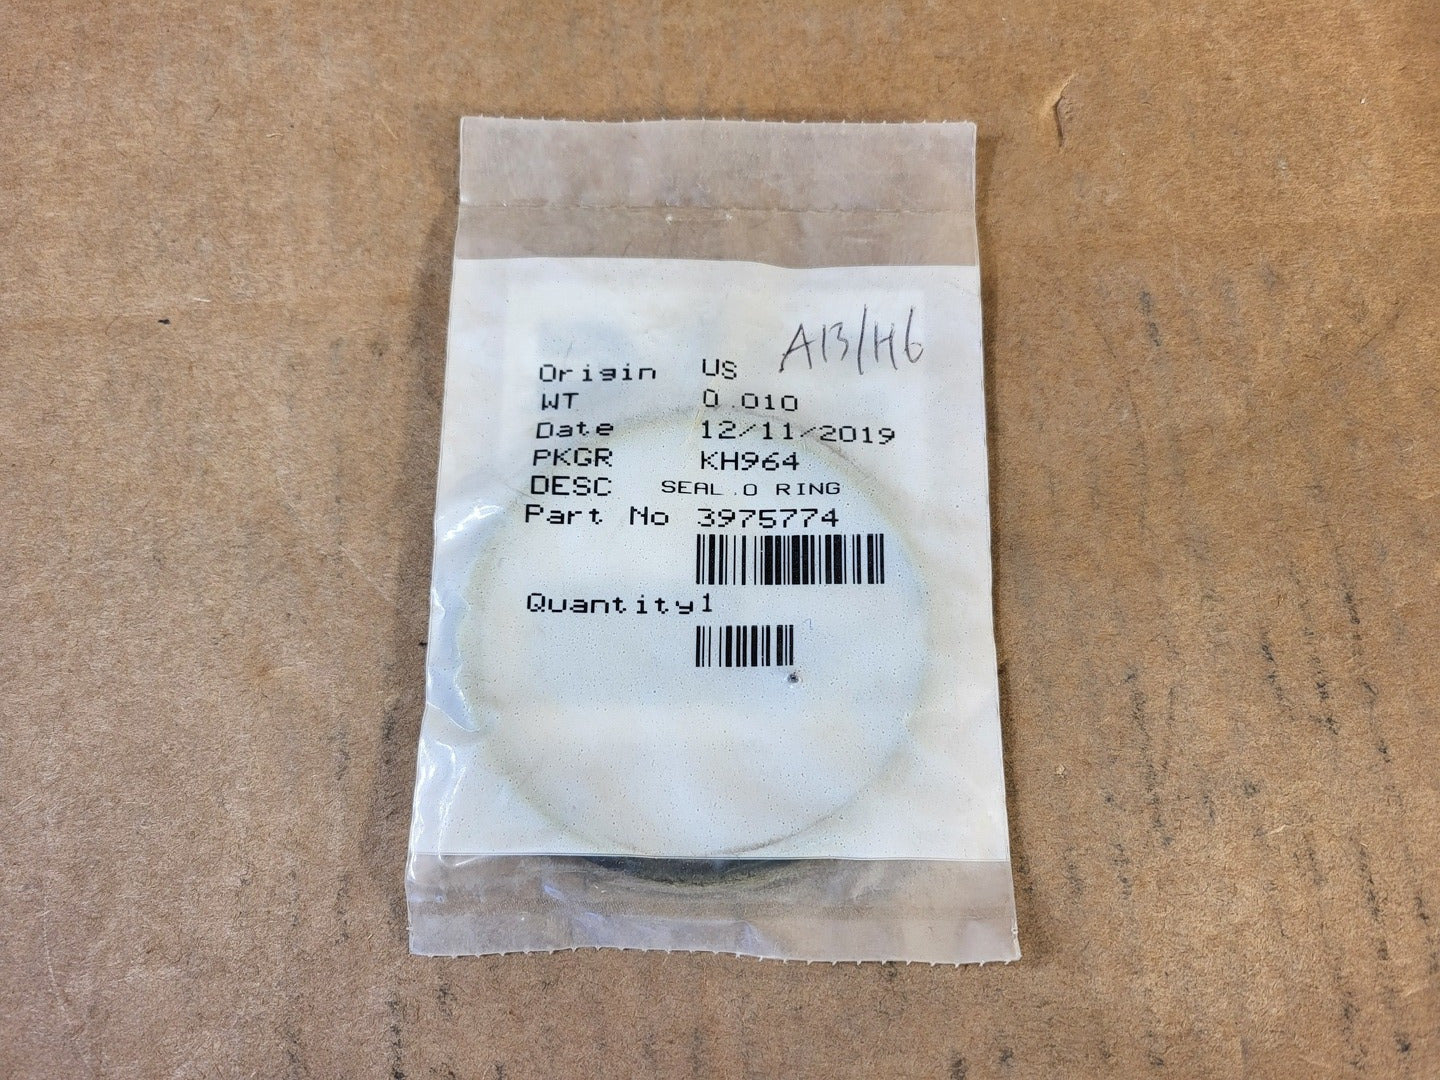 A13/H6
Origin US
WT 0.010
Date 12/11/2019
PKGR KH964
DESC SEAL.O RING
Part No 3975774
Quantity1